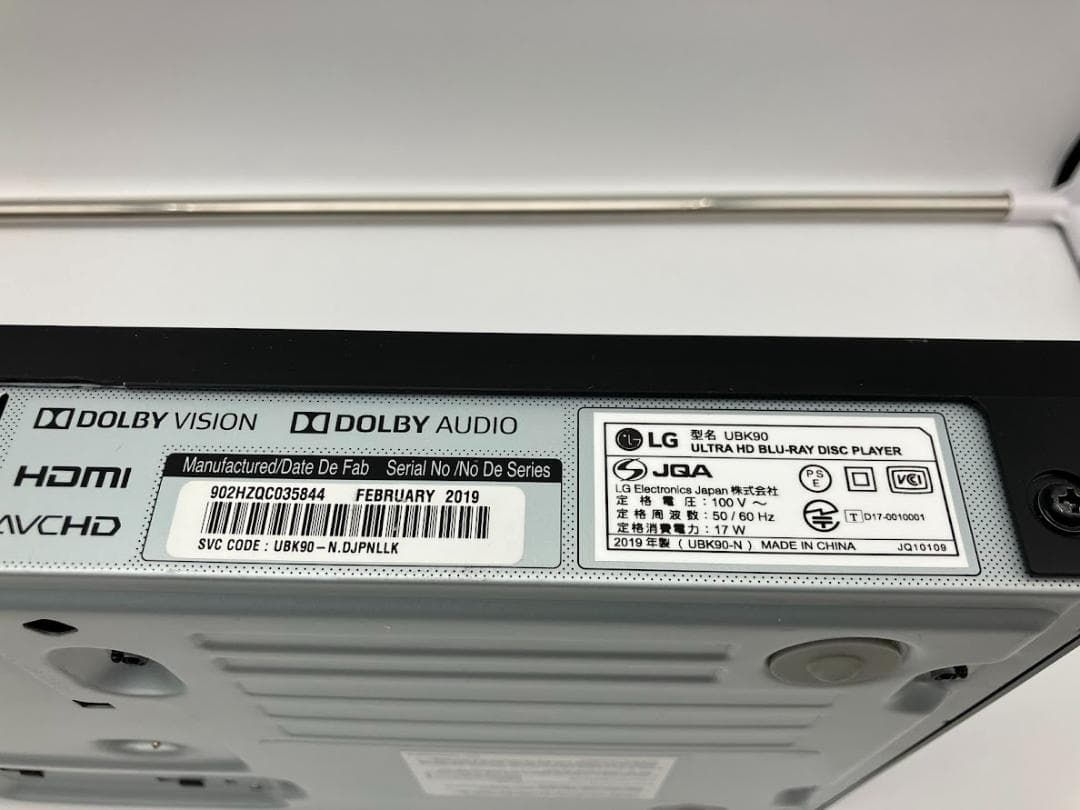 DOLBY VISION
DOLBY AUDIO
HDMI
AVCHD
Manufactured/Date De Fab Serial No /No De Series
902HZQC035844 FEBRUARY 2019
SVC CODE : UBK90-N.DJPNLLK
LG 型名 UBK90
ULTRA HD BLU-RAY DISC PLAYER
JQA
PS
E
VCI
LG Electronics Japan 株式会社
定格電圧 : 100 V ～
定格周波数 : 50 / 60 Hz
T D17-0010001
定格消費電力 : 17 W
2019 年製 ( UBK90-N ) MADE IN CHINA JQ10109